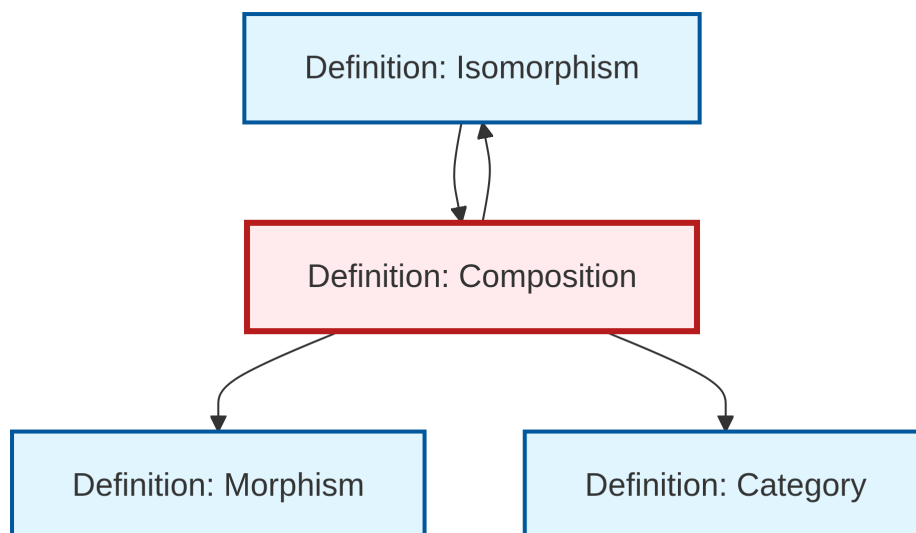 Definition: Isomorphism
Definition: Composition
Definition: Morphism
Definition: Category